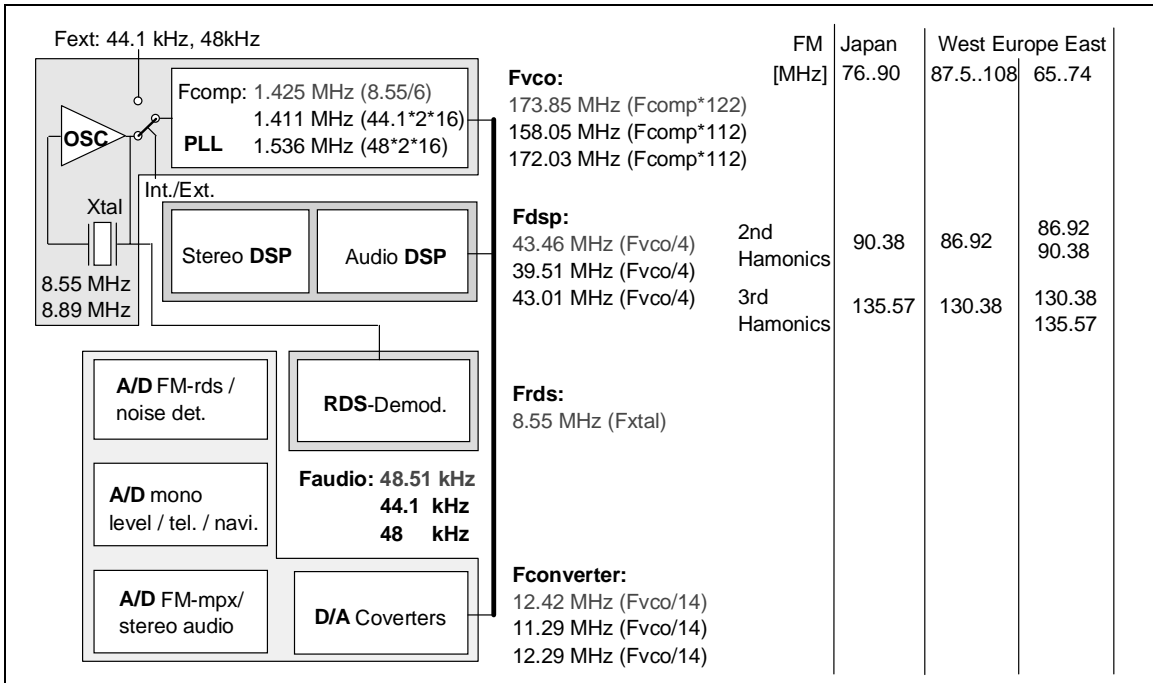 Fext: 44.1 kHz, 48kHz
Fcomp: 1.425 MHz (8.55/6)
1.411 MHz (44.1*2*16)
PLL 1.536 MHz (48*2*16)
OSC
Int./Ext.
Xtal
8.55 MHz
8.89 MHz
Stereo DSP
Audio DSP
A/D FM-rds /
noise det.
RDS-Demod.
A/D mono
level / tel. / navi.
Faudio: 48.51 kHz
44.1 kHz
48 kHz
A/D FM-mpx/
stereo audio
D/A Coverters
Fvco:
173.85 MHz (Fcomp*122)
158.05 MHz (Fcomp*112)
172.03 MHz (Fcomp*112)
Fdsp:
43.46 MHz (Fvco/4)
39.51 MHz (Fvco/4)
43.01 MHz (Fvco/4)
Frds:
8.55 MHz (Fxtal)
Fconverter:
12.42 MHz (Fvco/14)
11.29 MHz (Fvco/14)
12.29 MHz (Fvco/14)
FM Japan West Europe East
[MHz] 76..90 87.5..108 65..74
2nd
Hamonics 90.38 86.92 86.92
90.38
3rd
Hamonics 135.57 130.38 130.38
135.57